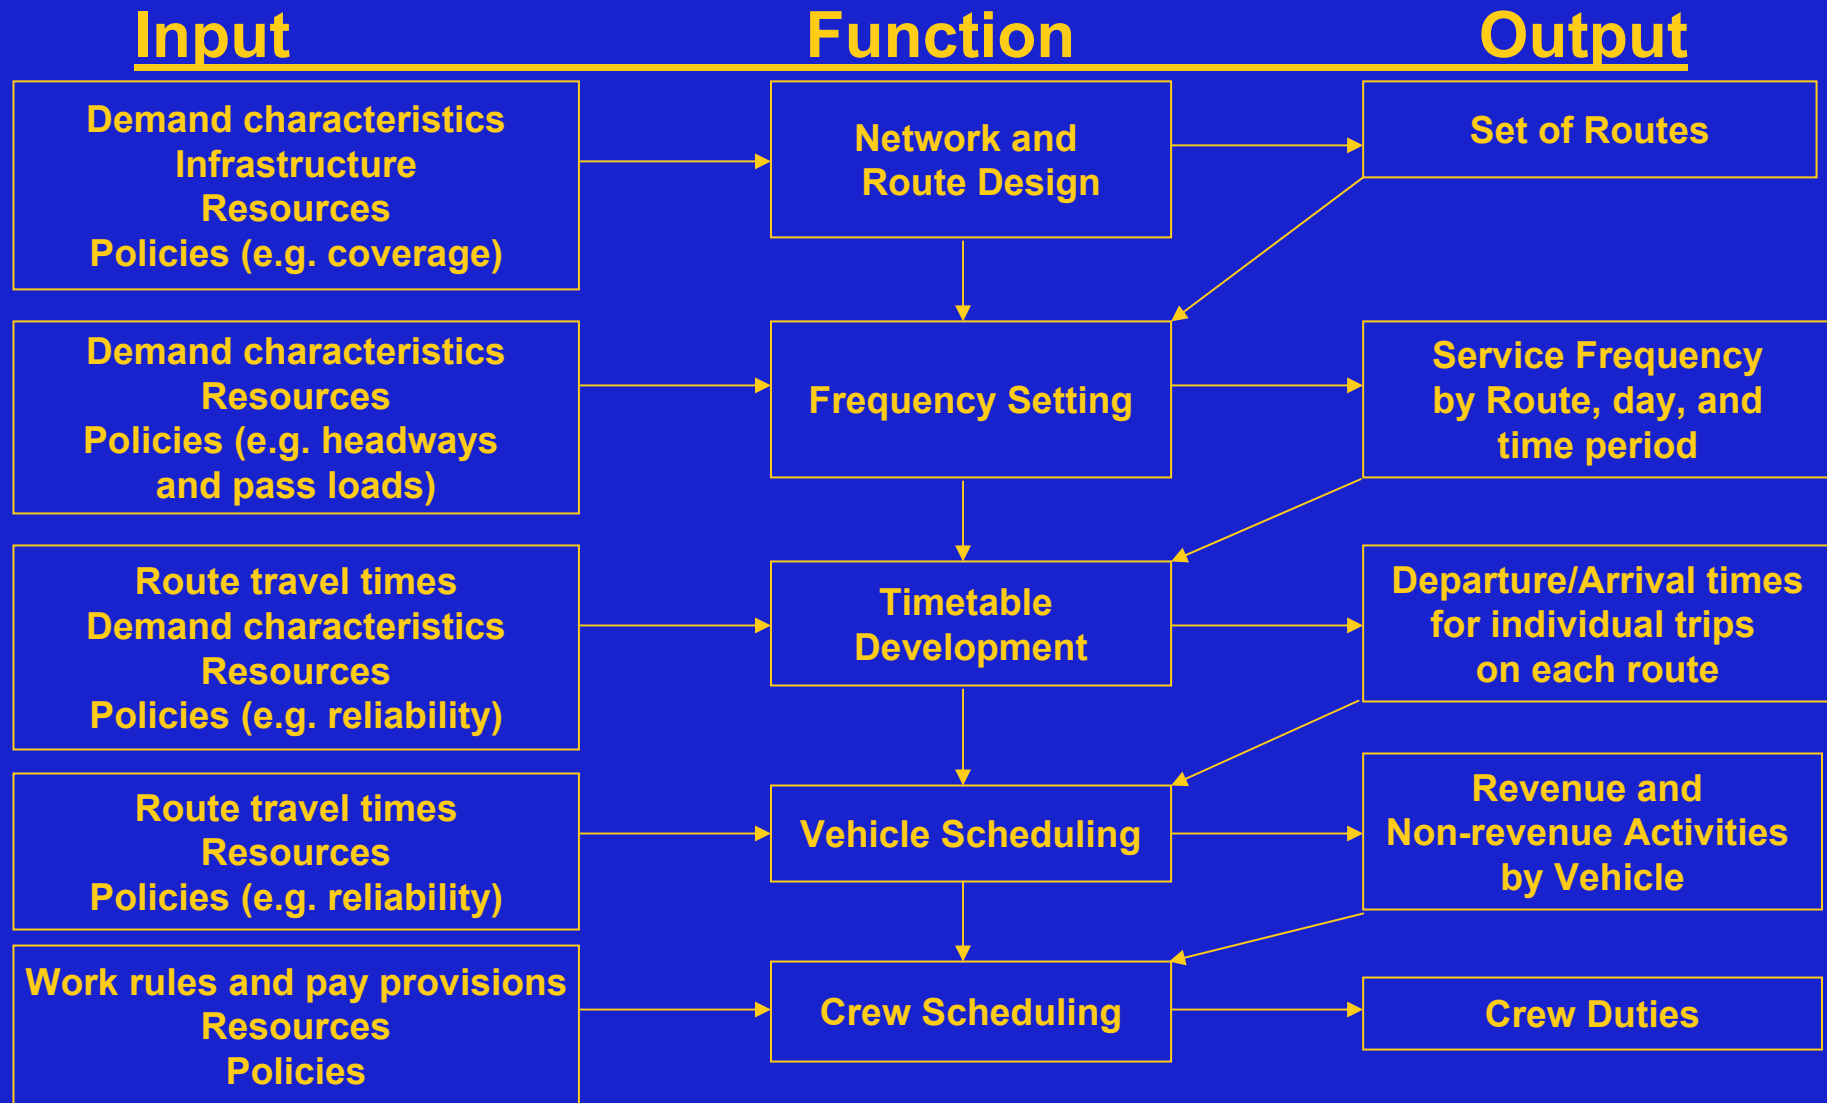 Input
Function
Output
Demand characteristics
Infrastructure
Resources
Policies (e.g. coverage)
Network and
Route Design
Set of Routes
Demand characteristics
Resources
Policies (e.g. headways
and pass loads)
Frequency Setting
Service Frequency
by Route, day, and
time period
Route travel times
Demand characteristics
Resources
Policies (e.g. reliability)
Timetable
Development
Departure/Arrival times
for individual trips
on each route
Route travel times
Resources
Policies (e.g. reliability)
Vehicle Scheduling
Revenue and
Non-revenue Activities
by Vehicle
Work rules and pay provisions
Resources
Policies
Crew Scheduling
Crew Duties